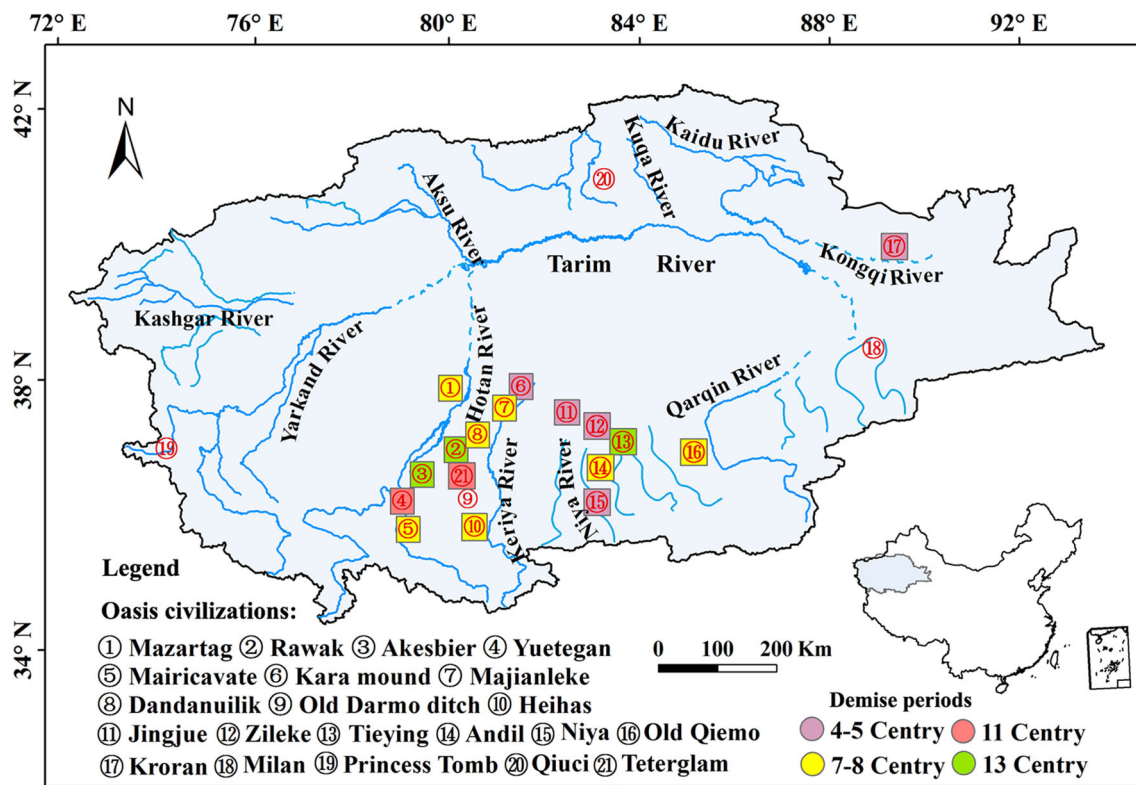 72° E 76° E 80° E 84° E 88° E 92° E
42° N
38° N
34° N
N
Kaidu River
Kuqa River
⑳
Aksu River
⑰
Tarim River
Kongqi River
Kashgar River
Hotan River
⑱
Yarkand River
① ⑥
Qarqin River
⑦ ⑪
⑧ ⑫
⑲ ② ⑬ ⑯
③ ㉑ ⑭
④ ⑨ ⑮
⑤ ⑩
Keriya River
Niya River
Legend
Oasis civilizations:
① Mazartag ② Rawak ③ Akesbier ④ Yuetegan
⑤ Mairicavate ⑥ Kara mound ⑦ Majianleke
⑧ Dandanuilik ⑨ Old Darmo ditch ⑩ Heihas
⑪ Jingjue ⑫ Zileke ⑬ Tieying ⑭ Andil ⑮ Niya ⑯ Old Qiemo
⑰ Kroran ⑱ Milan ⑲ Princess Tomb ⑳ Qiuci ㉑ Teterglam
0 100 200 Km
Demise periods
4-5 Centry 11 Centry
7-8 Centry 13 Centry